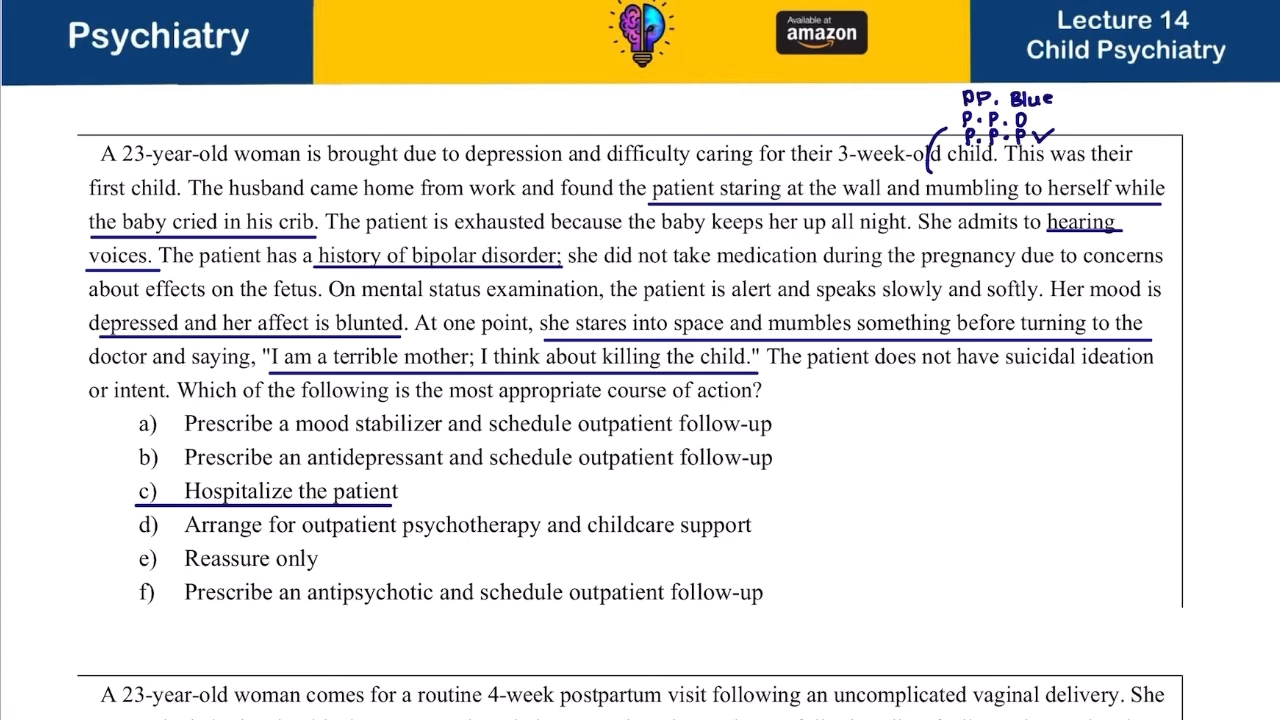 Psychiatry
Available at
amazon
Lecture 14
Child Psychiatry
PP. Blue
P.P.D
P.P.P
A 23-year-old woman is brought due to depression and difficulty caring for their 3-week-old child. This was their
first child. The husband came home from work and found the patient staring at the wall and mumbling to herself while
the baby cried in his crib. The patient is exhausted because the baby keeps her up all night. She admits to hearing
voices. The patient has a history of bipolar disorder; she did not take medication during the pregnancy due to concerns
about effects on the fetus. On mental status examination, the patient is alert and speaks slowly and softly. Her mood is
depressed and her affect is blunted. At one point, she stares into space and mumbles something before turning to the
doctor and saying, "I am a terrible mother; I think about killing the child." The patient does not have suicidal ideation
or intent. Which of the following is the most appropriate course of action?
a) Prescribe a mood stabilizer and schedule outpatient follow-up
b) Prescribe an antidepressant and schedule outpatient follow-up
c) Hospitalize the patient
d) Arrange for outpatient psychotherapy and childcare support
e) Reassure only
f) Prescribe an antipsychotic and schedule outpatient follow-up
A 23-year-old woman comes for a routine 4-week postpartum visit following an uncomplicated vaginal delivery. She